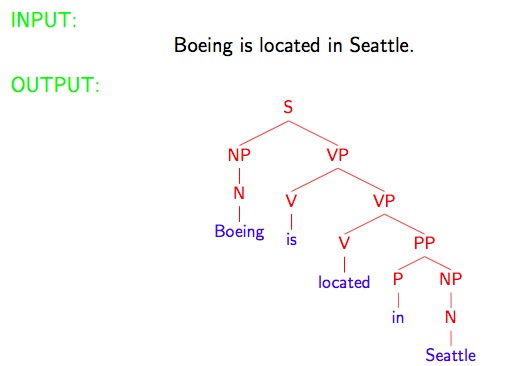 INPUT:
Boeing is located in Seattle.
OUTPUT:
S
NP VP
N V VP
Boeing is V PP
located P NP
in N
Seattle